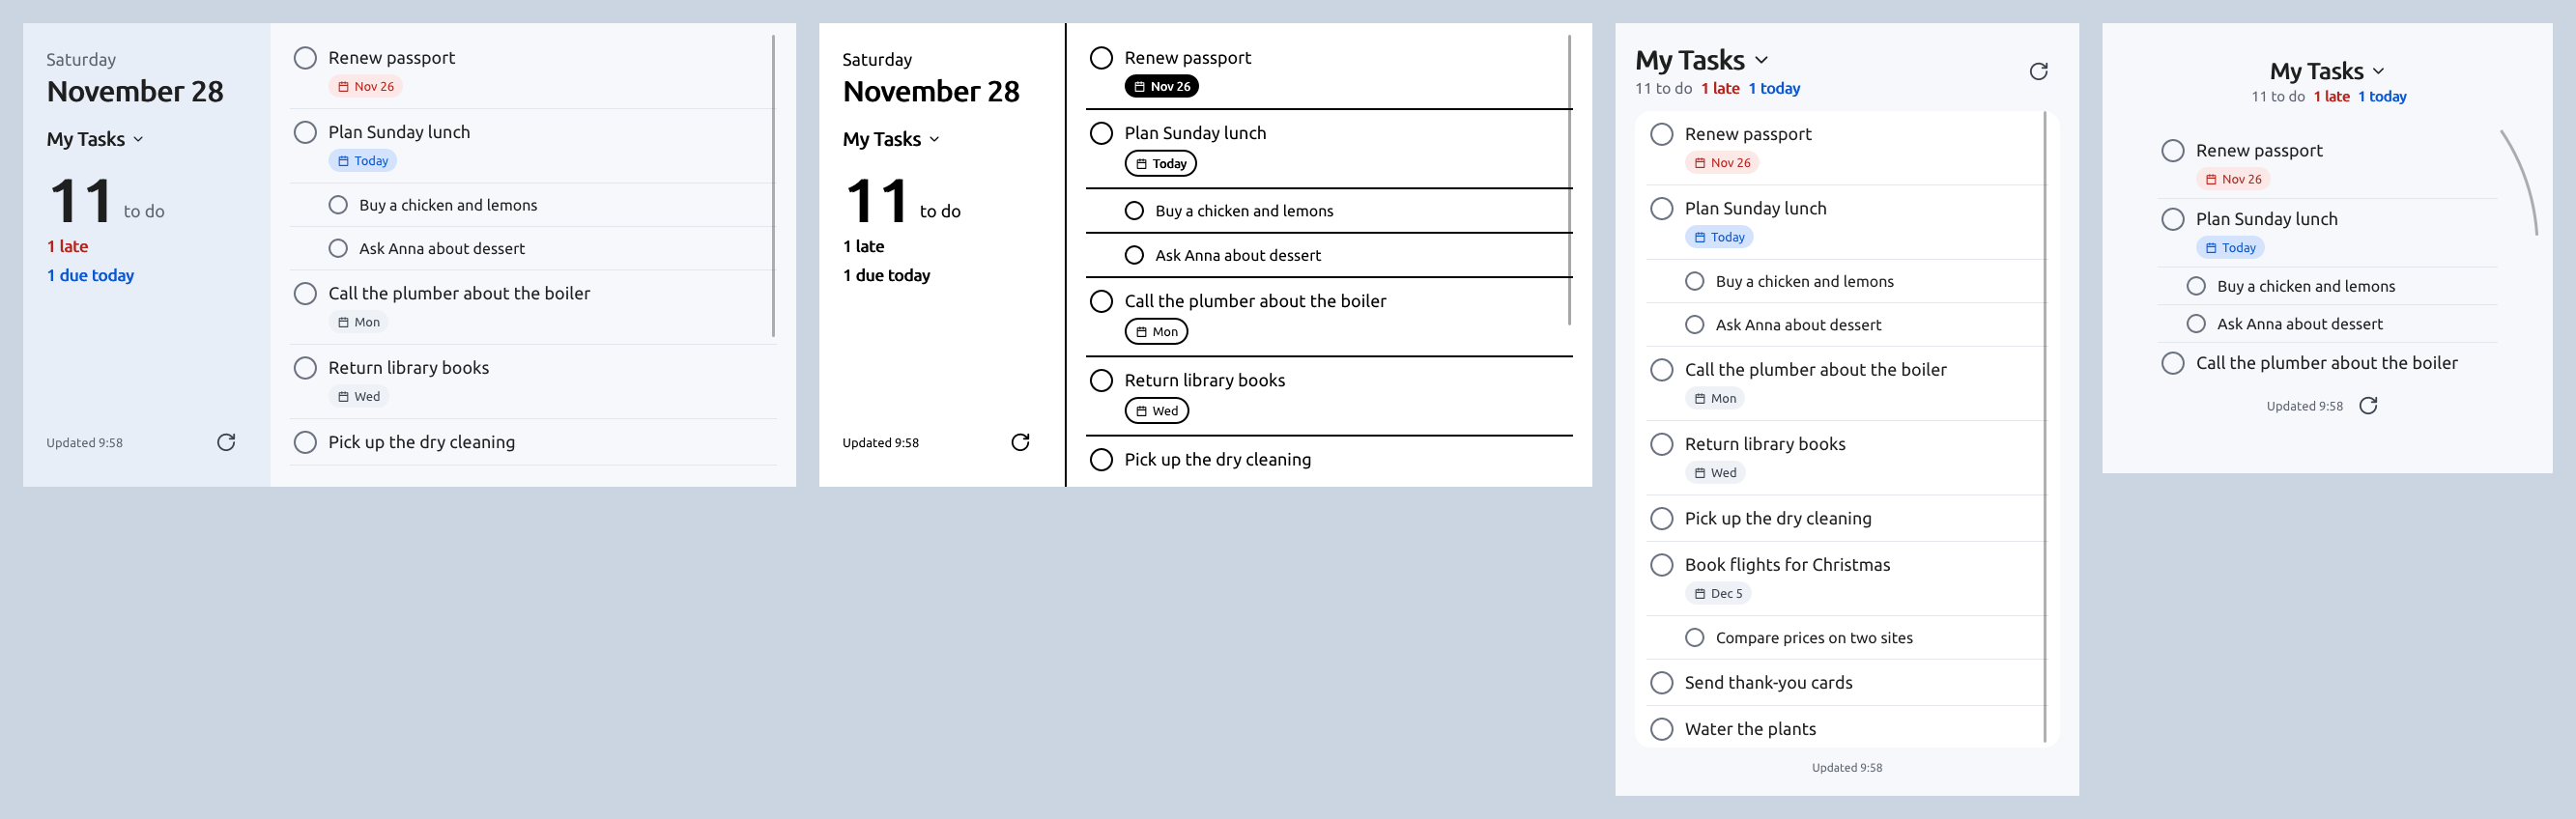 Saturday
November 28
My Tasks
11 to do
1 late
1 due today
Updated 9:58
Renew passport
Nov 26
Plan Sunday lunch
Today
Buy a chicken and lemons
Ask Anna about dessert
Call the plumber about the boiler
Mon
Return library books
Wed
Pick up the dry cleaning
Saturday
November 28
My Tasks
11 to do
1 late
1 due today
Updated 9:58
Renew passport
Nov 26
Plan Sunday lunch
Today
Buy a chicken and lemons
Ask Anna about dessert
Call the plumber about the boiler
Mon
Return library books
Wed
Pick up the dry cleaning
My Tasks
11 to do 1 late 1 today
Renew passport
Nov 26
Plan Sunday lunch
Today
Buy a chicken and lemons
Ask Anna about dessert
Call the plumber about the boiler
Mon
Return library books
Wed
Pick up the dry cleaning
Book flights for Christmas
Dec 5
Compare prices on two sites
Send thank-you cards
Water the plants
Updated 9:58
My Tasks
11 to do 1 late 1 today
Renew passport
Nov 26
Plan Sunday lunch
Today
Buy a chicken and lemons
Ask Anna about dessert
Call the plumber about the boiler
Updated 9:58